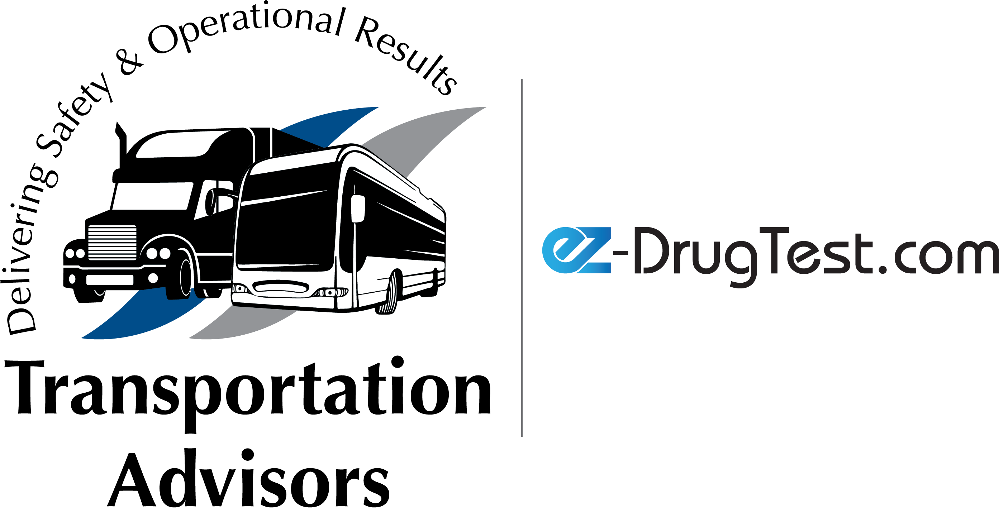 Delivering Safety & Operational Results
Transportation
Advisors
ez-DrugTest.com